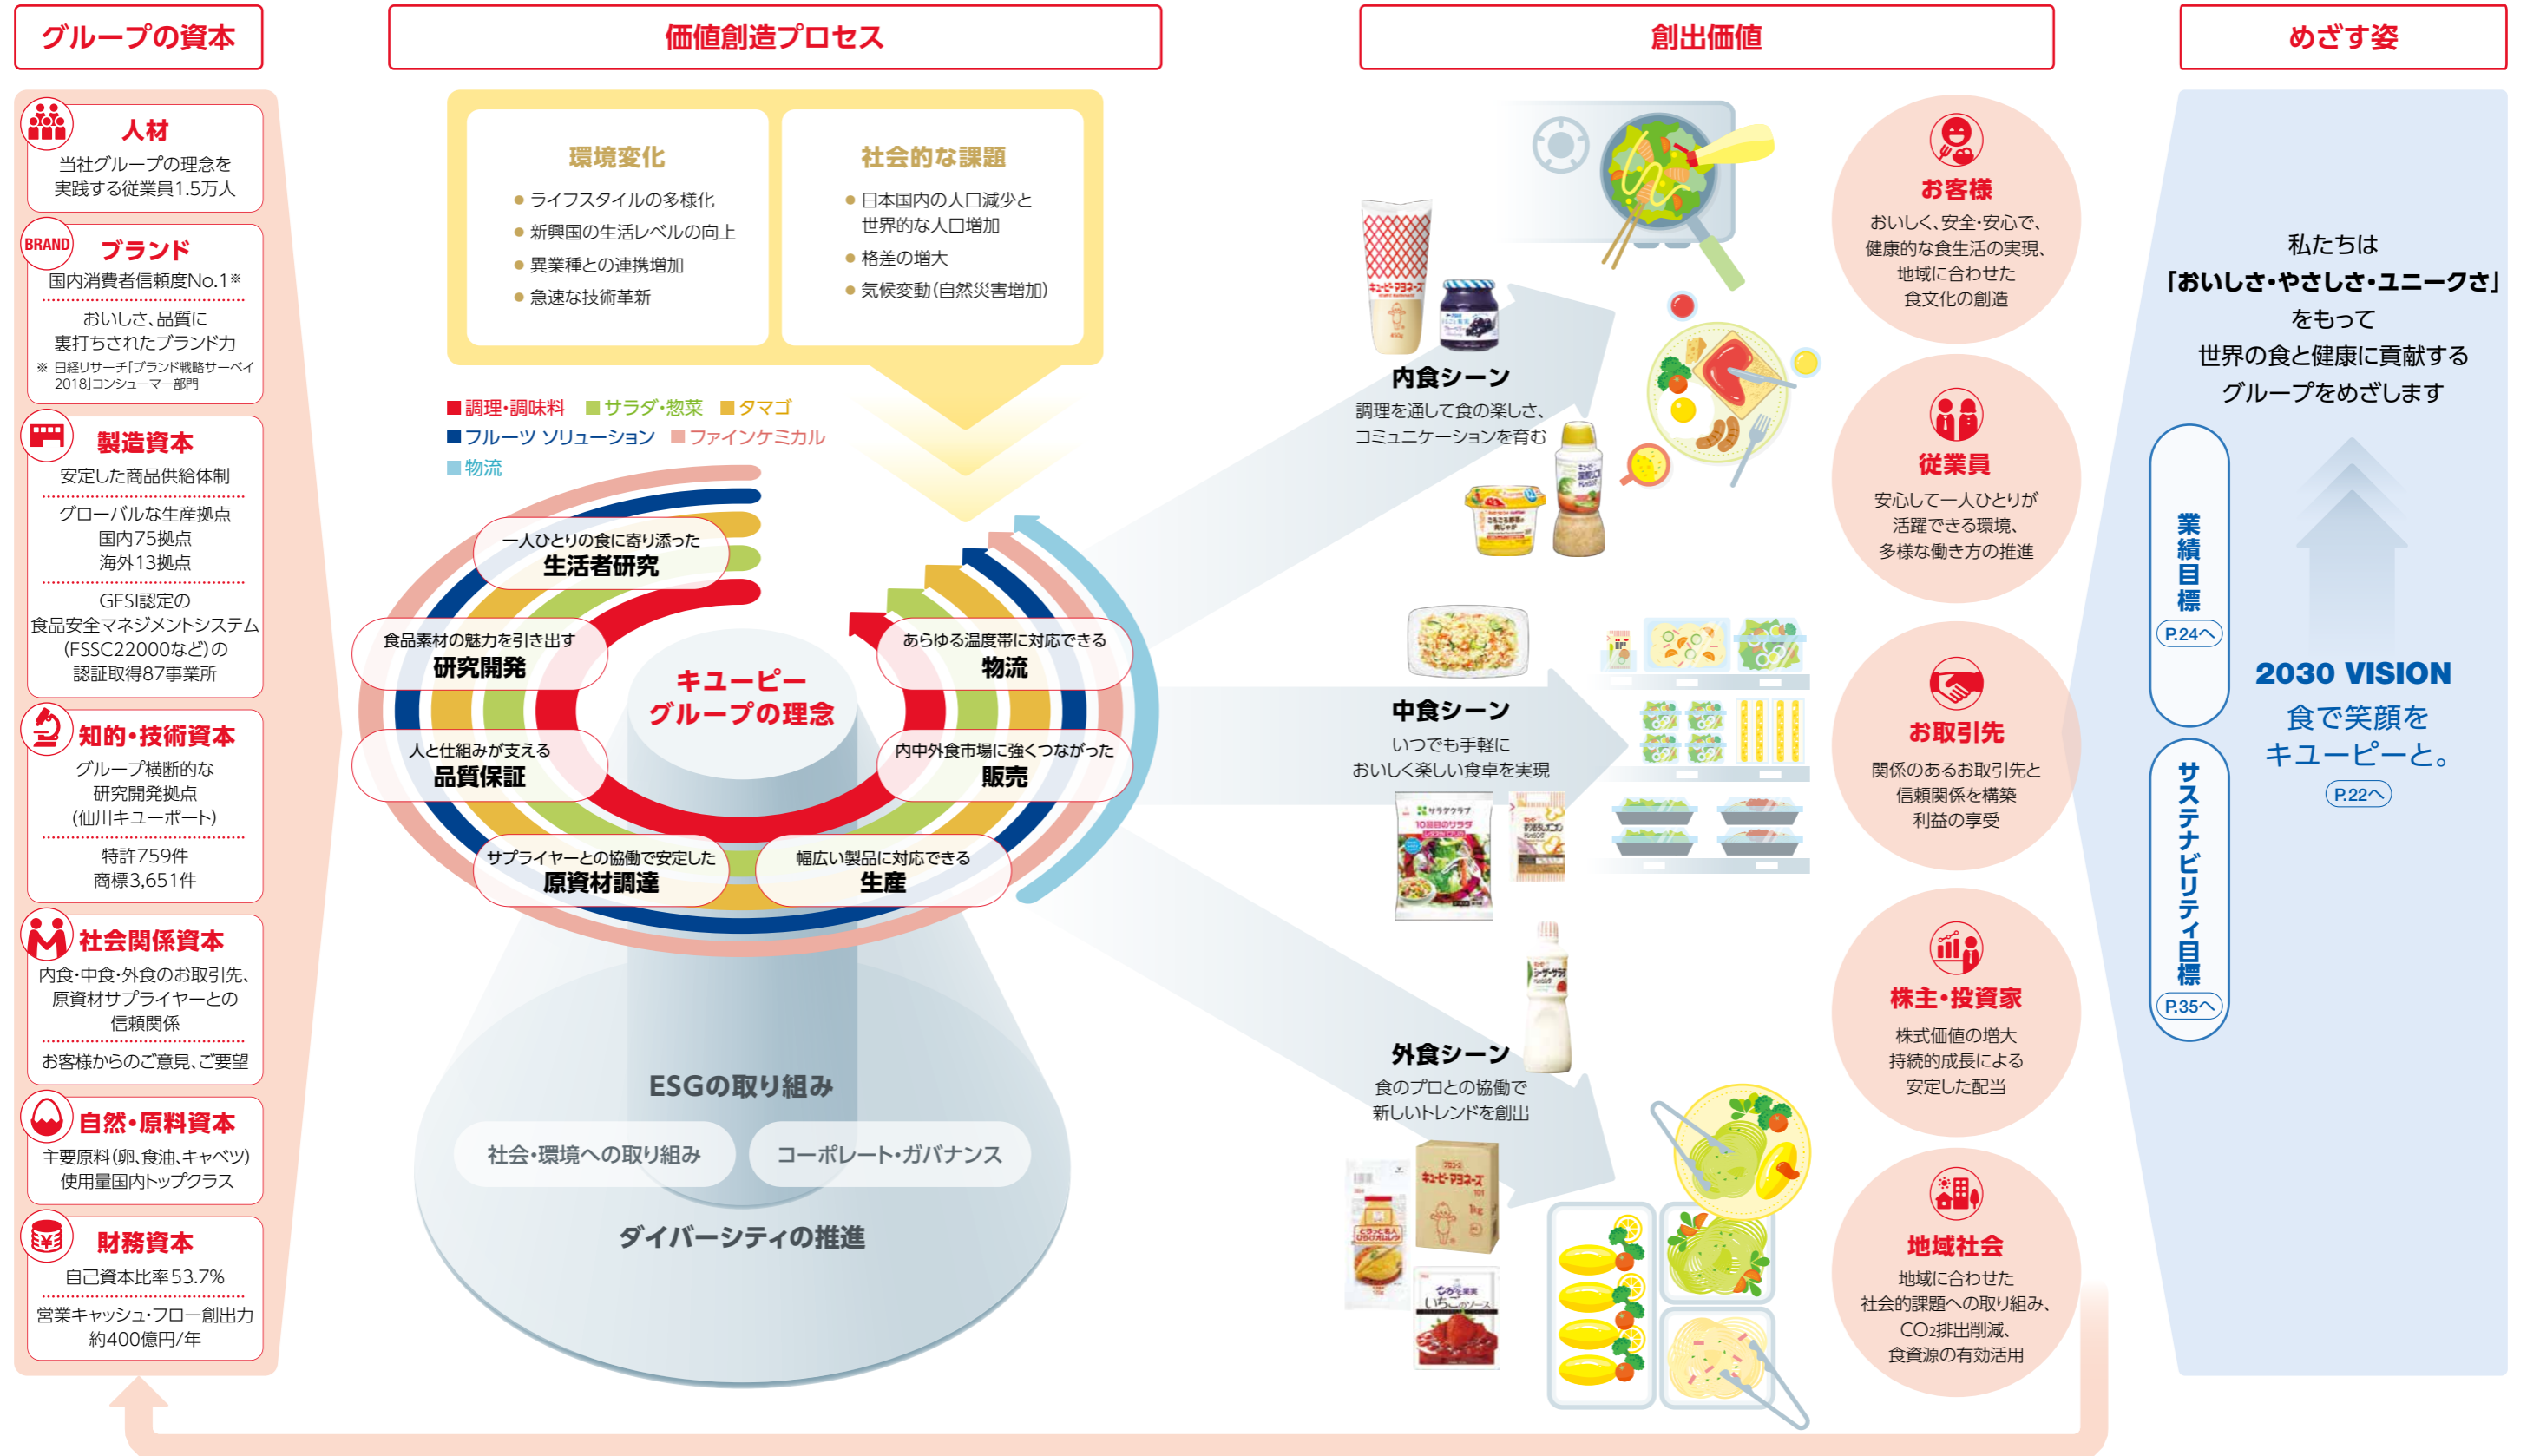 グループの資本
人材
当社グループの理念を
実践する従業員1.5万人
BRAND
ブランド
国内消費者信頼度No.1※
おいしさ、品質に
裏打ちされたブランド力
※ 日経リサーチ「ブランド戦略サーベイ
2018」コンシューマー部門
製造資本
安定した商品供給体制
グローバルな生産拠点
国内75拠点
海外13拠点
GFSI認定の
食品安全マネジメントシステム
(FSSC22000など)の
認証取得87事業所
知的・技術資本
グループ横断的な
研究開発拠点
(仙川キユーポート)
特許759件
商標3,651件
社会関係資本
内食・中食・外食のお取引先、
原資材サプライヤーとの
信頼関係
お客様からのご意見、ご要望
自然・原料資本
主要原料(卵、食油、キャベツ)
使用量国内トップクラス
財務資本
自己資本比率53.7%
営業キャッシュ・フロー創出力
約400億円/年
価値創造プロセス
環境変化
● ライフスタイルの多様化
● 新興国の生活レベルの向上
● 異業種との連携増加
● 急速な技術革新
社会的な課題
● 日本国内の人口減少と
世界的な人口増加
● 格差の増大
● 気候変動(自然災害増加)
■調理・調味料 ■サラダ・惣菜 ■タマゴ
■フルーツ ソリューション ■ファインケミカル
■物流
一人ひとりの食に寄り添った
生活者研究
食品素材の魅力を引き出す
研究開発
人と仕組みが支える
品質保証
サプライヤーとの協働で安定した
原資材調達
幅広い製品に対応できる
生産
内中外食市場に強くつながった
販売
あらゆる温度帯に対応できる
物流
キユーピー
グループの理念
ESGの取り組み
社会・環境への取り組み
コーポレート・ガバナンス
ダイバーシティの推進
創出価値
キユーピー マヨネーズ
内食シーン
調理を通して食の楽しさ、
コミュニケーションを育む
中食シーン
いつでも手軽に
おいしく楽しい食卓を実現
サラダクラブ
10品目のサラダ
外食シーン
食のプロとの協働で
新しいトレンドを創出
キユーピー マヨネーズ
1kg
いちごのソース
お客様
おいしく、安全・安心で、
健康的な食生活の実現、
地域に合わせた
食文化の創造
従業員
安心して一人ひとりが
活躍できる環境、
多様な働き方の推進
お取引先
関係のあるお取引先と
信頼関係を構築
利益の享受
株主・投資家
株式価値の増大
持続的成長による
安定した配当
地域社会
地域に合わせた
社会的課題への取り組み、
CO2排出削減、
食資源の有効活用
めざす姿
私たちは
「おいしさ・やさしさ・ユニークさ」
をもって
世界の食と健康に貢献する
グループをめざします
業績目標
P.24へ
サステナビリティ目標
P.35へ
2030 VISION
食で笑顔を
キユーピーと。
P.22へ